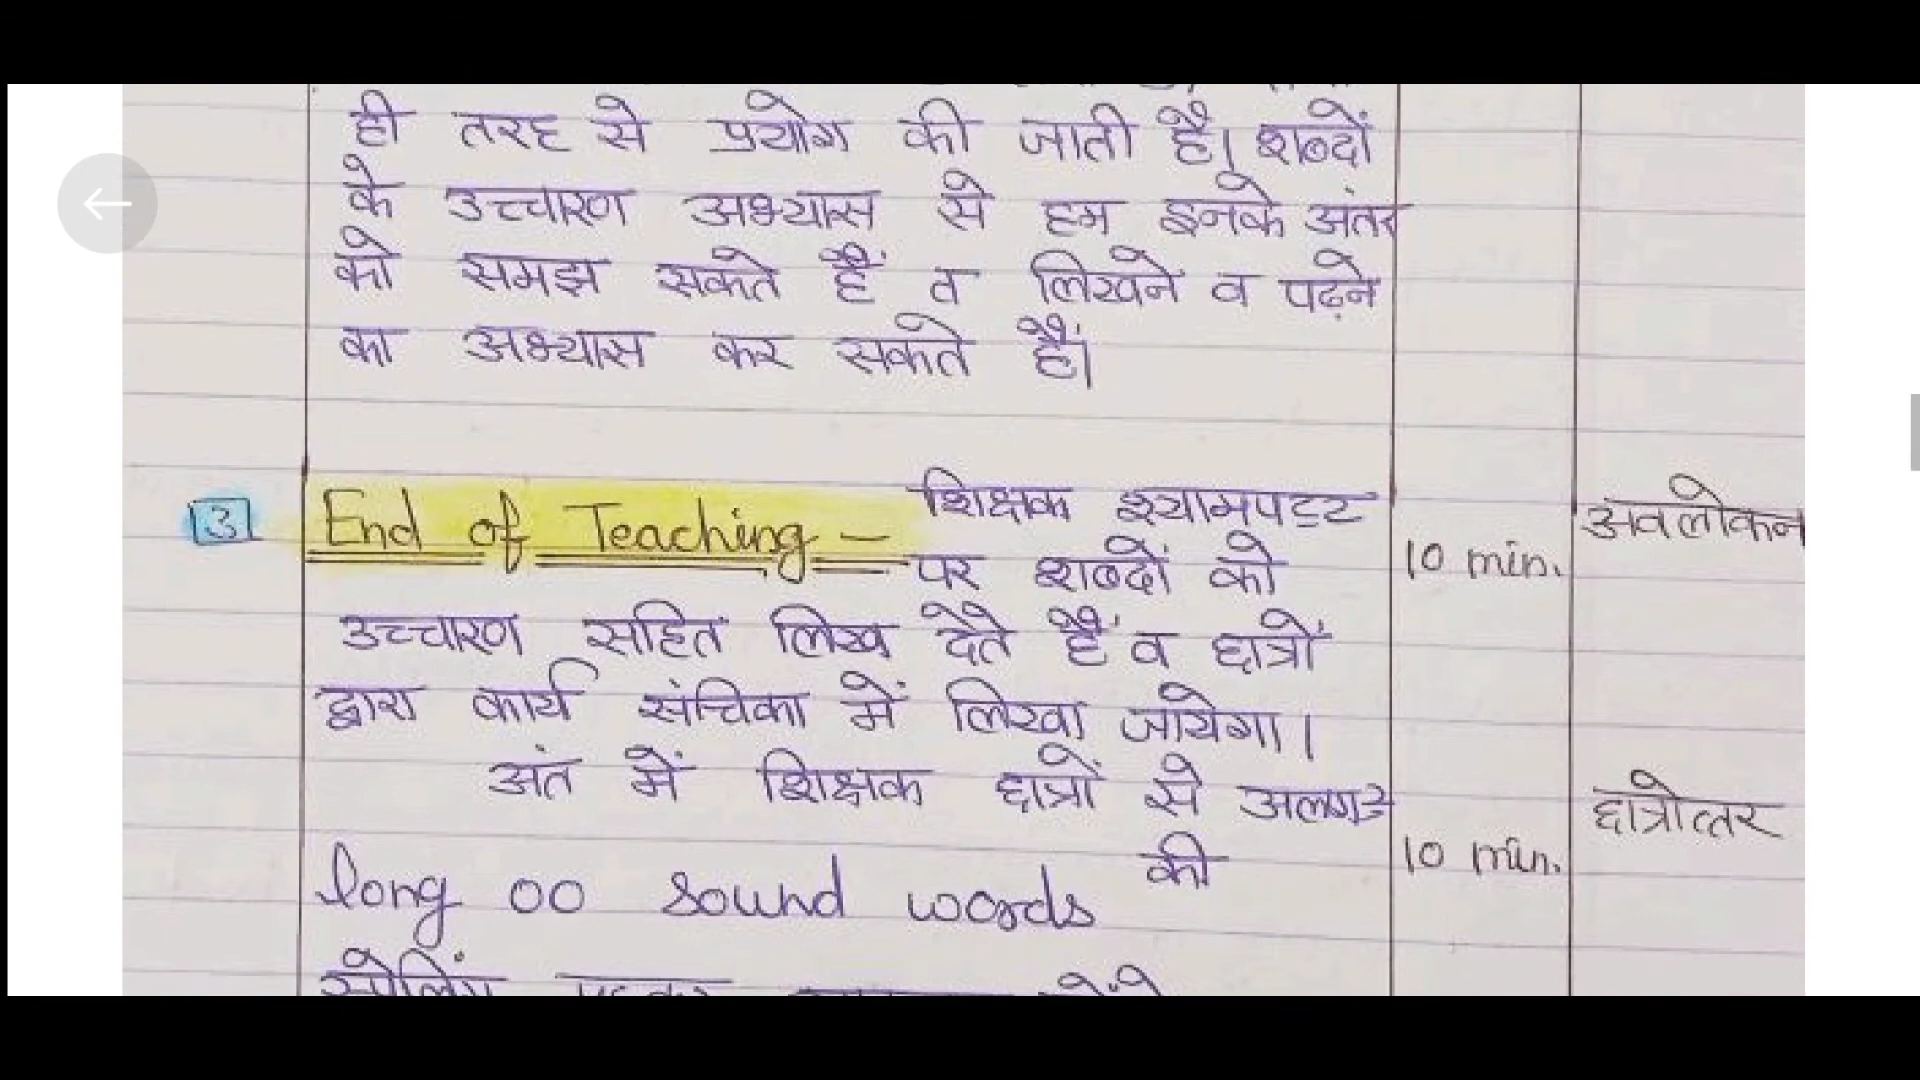 ही तरह से प्रयोग की जाती है। शब्दों
के उच्चारण अभ्यास से हम इनके अंतर
को समझ सकते हैं व लिखने व पढ़ने
का अभ्यास कर सकते हैं।
3 End of Teaching - शिक्षक श्यामपट्ट अवलोकन
पर शब्दों को 10 min.
उच्चारण सहित लिख देते हैं व छात्रों
द्वारा कार्य संचिका में लिखा जायेगा।
अंत में शिक्षक छात्रों से अलग२ छात्रोत्तर
long oo sound words की 10 min.
स्पेलिंग